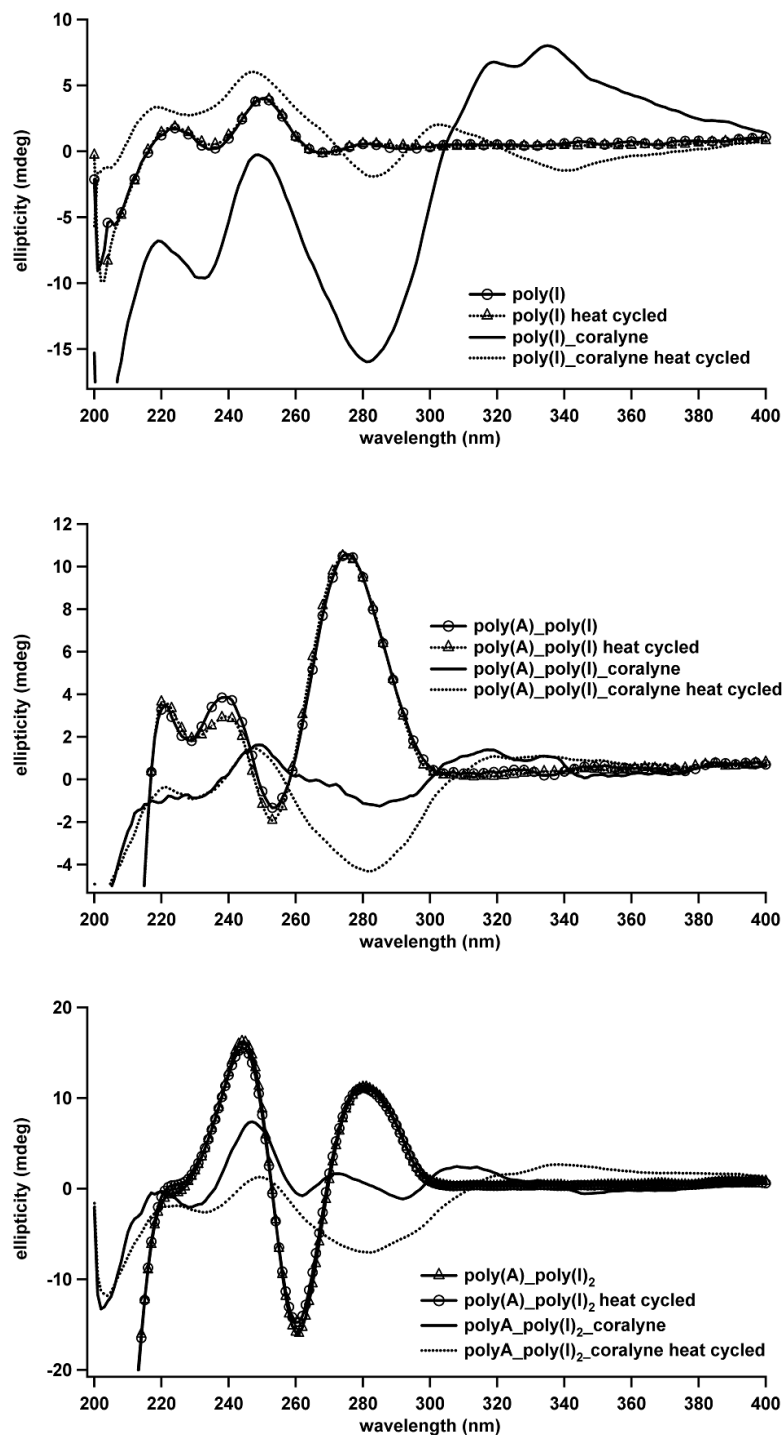 10
5
0
-5
-10
-15
ellipticity (mdeg)
poly(I)
poly(I) heat cycled
poly(I)_coralyne
poly(I)_coralyne heat cycled
200 220 240 260 280 300 320 340 360 380 400
wavelength (nm)
12
10
8
6
4
2
0
-2
-4
ellipticity (mdeg)
poly(A)_poly(I)
poly(A)_poly(I) heat cycled
poly(A)_poly(I)_coralyne
poly(A)_poly(I)_coralyne heat cycled
200 220 240 260 280 300 320 340 360 380 400
wavelength (nm)
20
10
0
-10
-20
ellipticity (mdeg)
poly(A)_poly(I)₂
poly(A)_poly(I)₂ heat cycled
polyA_poly(I)₂_coralyne
polyA_poly(I)₂_coralyne heat cycled
200 220 240 260 280 300 320 340 360 380 400
wavelength (nm)